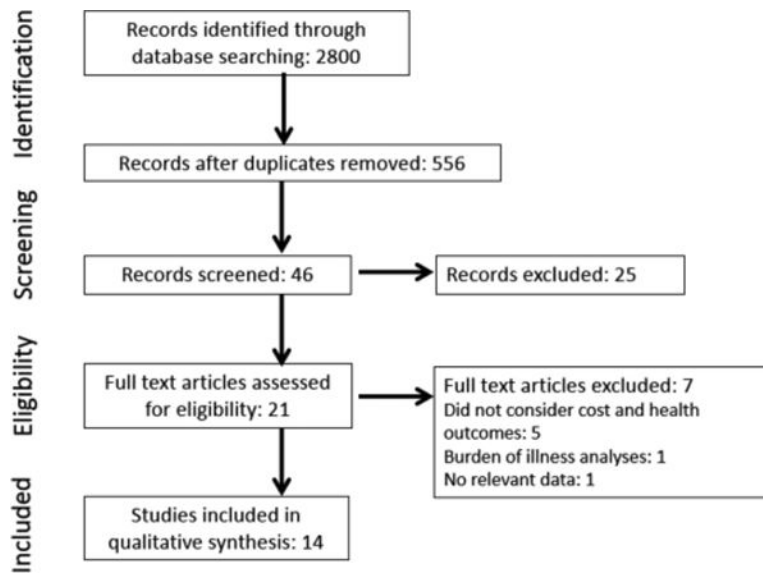 Identification
Records identified through
database searching: 2800
Records after duplicates removed: 556
Screening
Records screened: 46
Records excluded: 25
Eligibility
Full text articles assessed
for eligibility: 21
Full text articles excluded: 7
Did not consider cost and health
outcomes: 5
Burden of illness analyses: 1
No relevant data: 1
Included
Studies included in
qualitative synthesis: 14